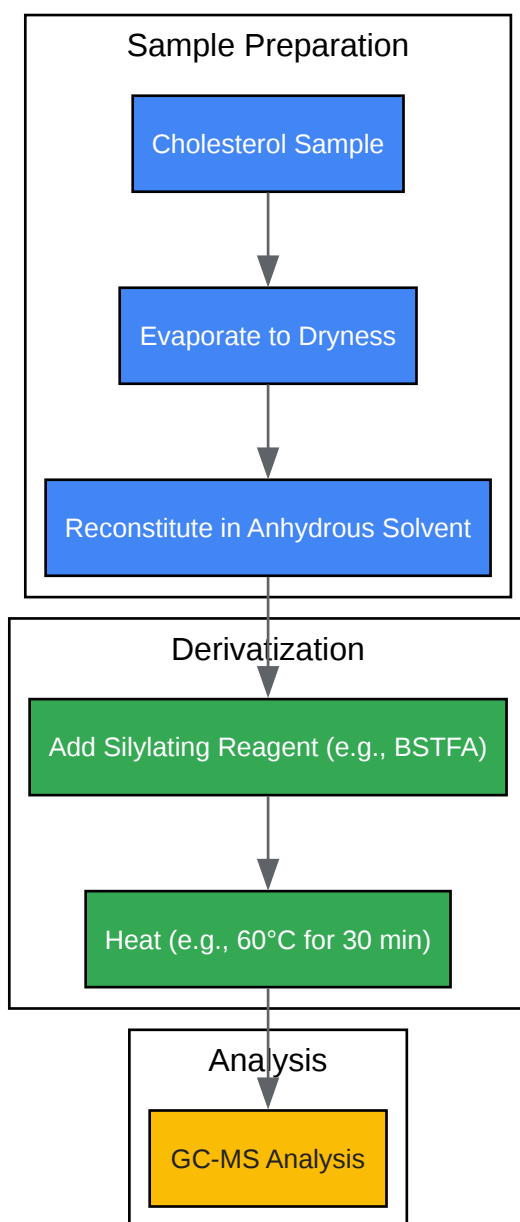 Sample Preparation
Cholesterol Sample
Evaporate to Dryness
Reconstitute in Anhydrous Solvent
Derivatization
Add Silylating Reagent (e.g., BSTFA)
Heat (e.g., 60°C for 30 min)
Analysis
GC-MS Analysis